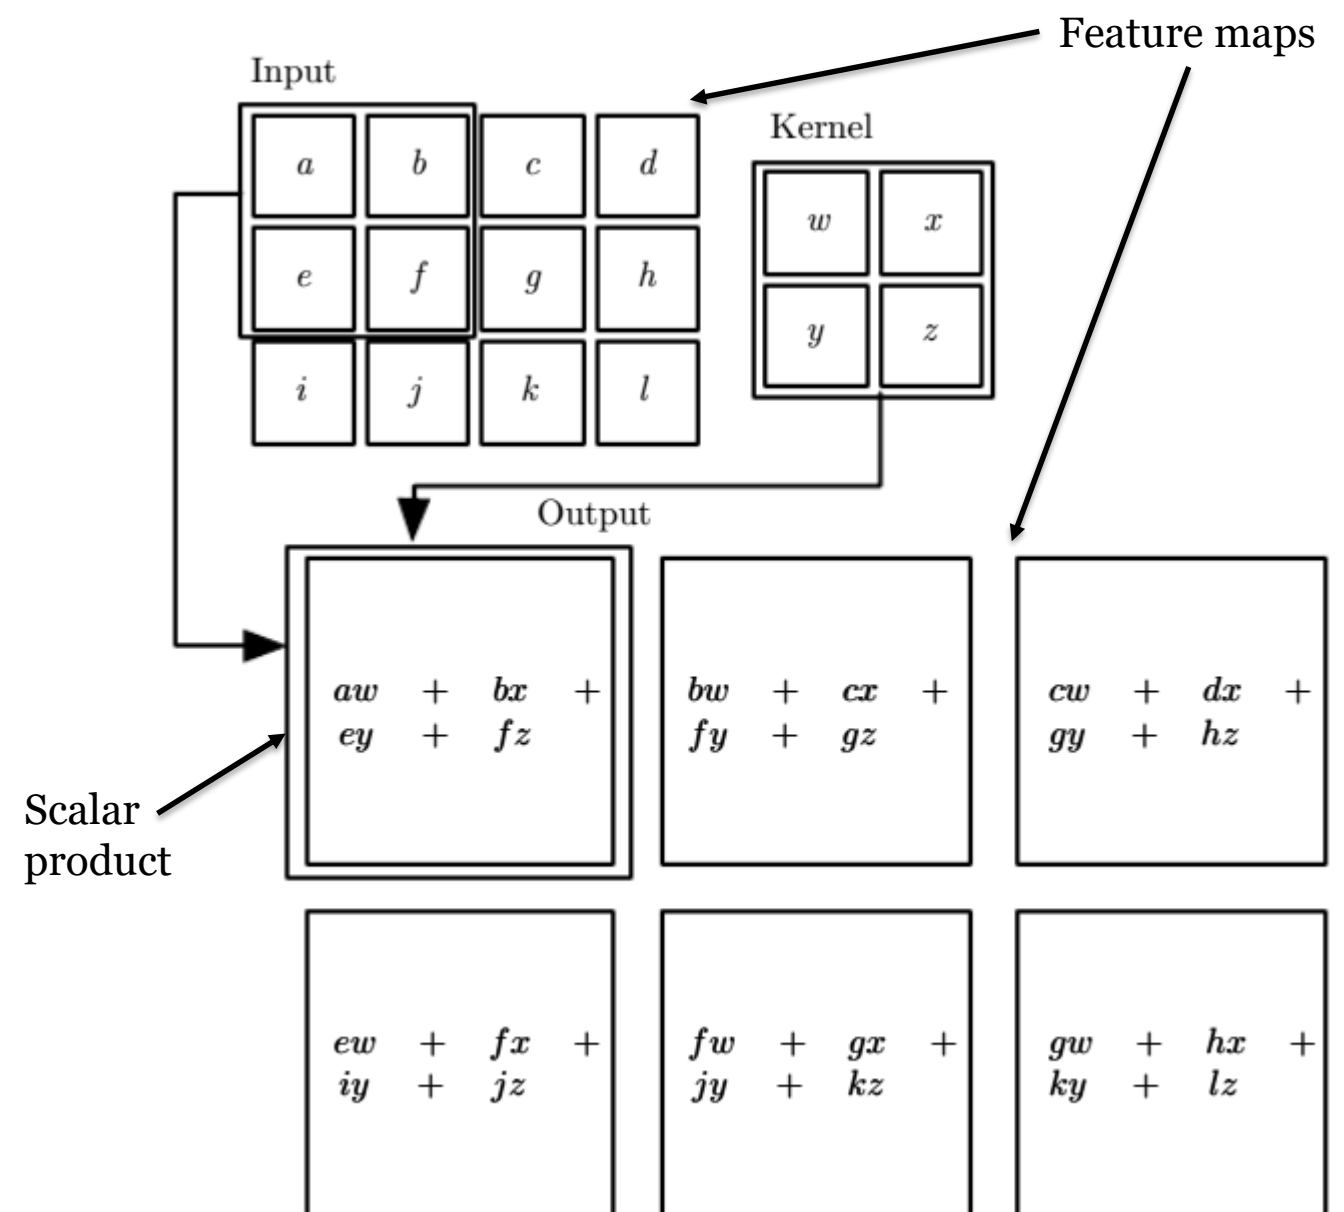 Feature maps
Input
Kernel
a b c d
w x
e f g h
y z
i j k l
Output
aw + bx + bw + cx + cw + dx +
ey + fz fy + gz gy + hz
Scalar
product
ew + fx + fw + gx + gw + hx +
iy + jz jy + kz ky + lz